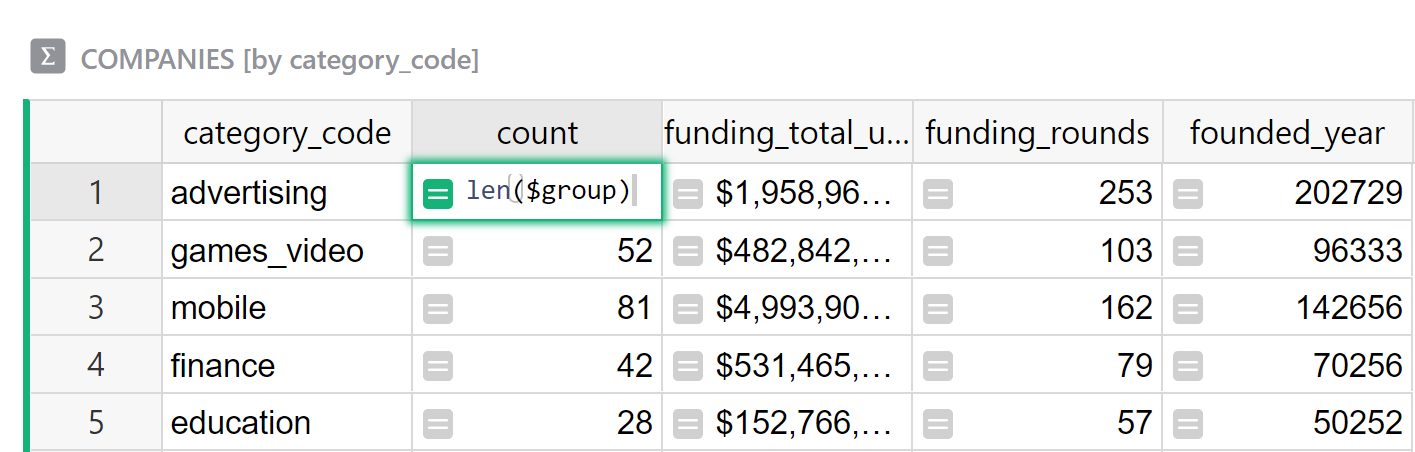 Σ COMPANIES [by category_code]
category_code count funding_total_u... funding_rounds founded_year
1 advertising = len($group) = $1,958,96... = 253 = 202729
2 games_video = 52 = $482,842,... = 103 = 96333
3 mobile = 81 = $4,993,90... = 162 = 142656
4 finance = 42 = $531,465,... = 79 = 70256
5 education = 28 = $152,766,... = 57 = 50252